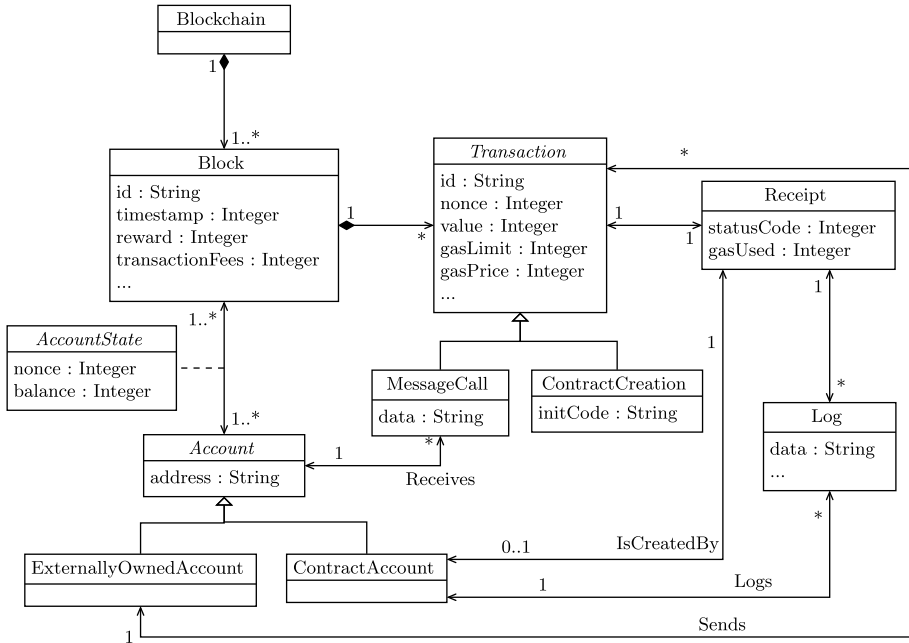 Blockchain
1
1..*
Block
id : String
timestamp : Integer
reward : Integer
transactionFees : Integer
...
1
*
Transaction
id : String
nonce : Integer
value : Integer
gasLimit : Integer
gasPrice : Integer
...
*
1
1
Receipt
statusCode : Integer
gasUsed : Integer
1..*
AccountState
nonce : Integer
balance : Integer
1..*
Account
address : String
MessageCall
data : String
ContractCreation
initCode : String
1
*
Receives
1
1
*
Log
data : String
...
*
ExternallyOwnedAccount
ContractAccount
0..1
IsCreatedBy
1
Logs
1
Sends